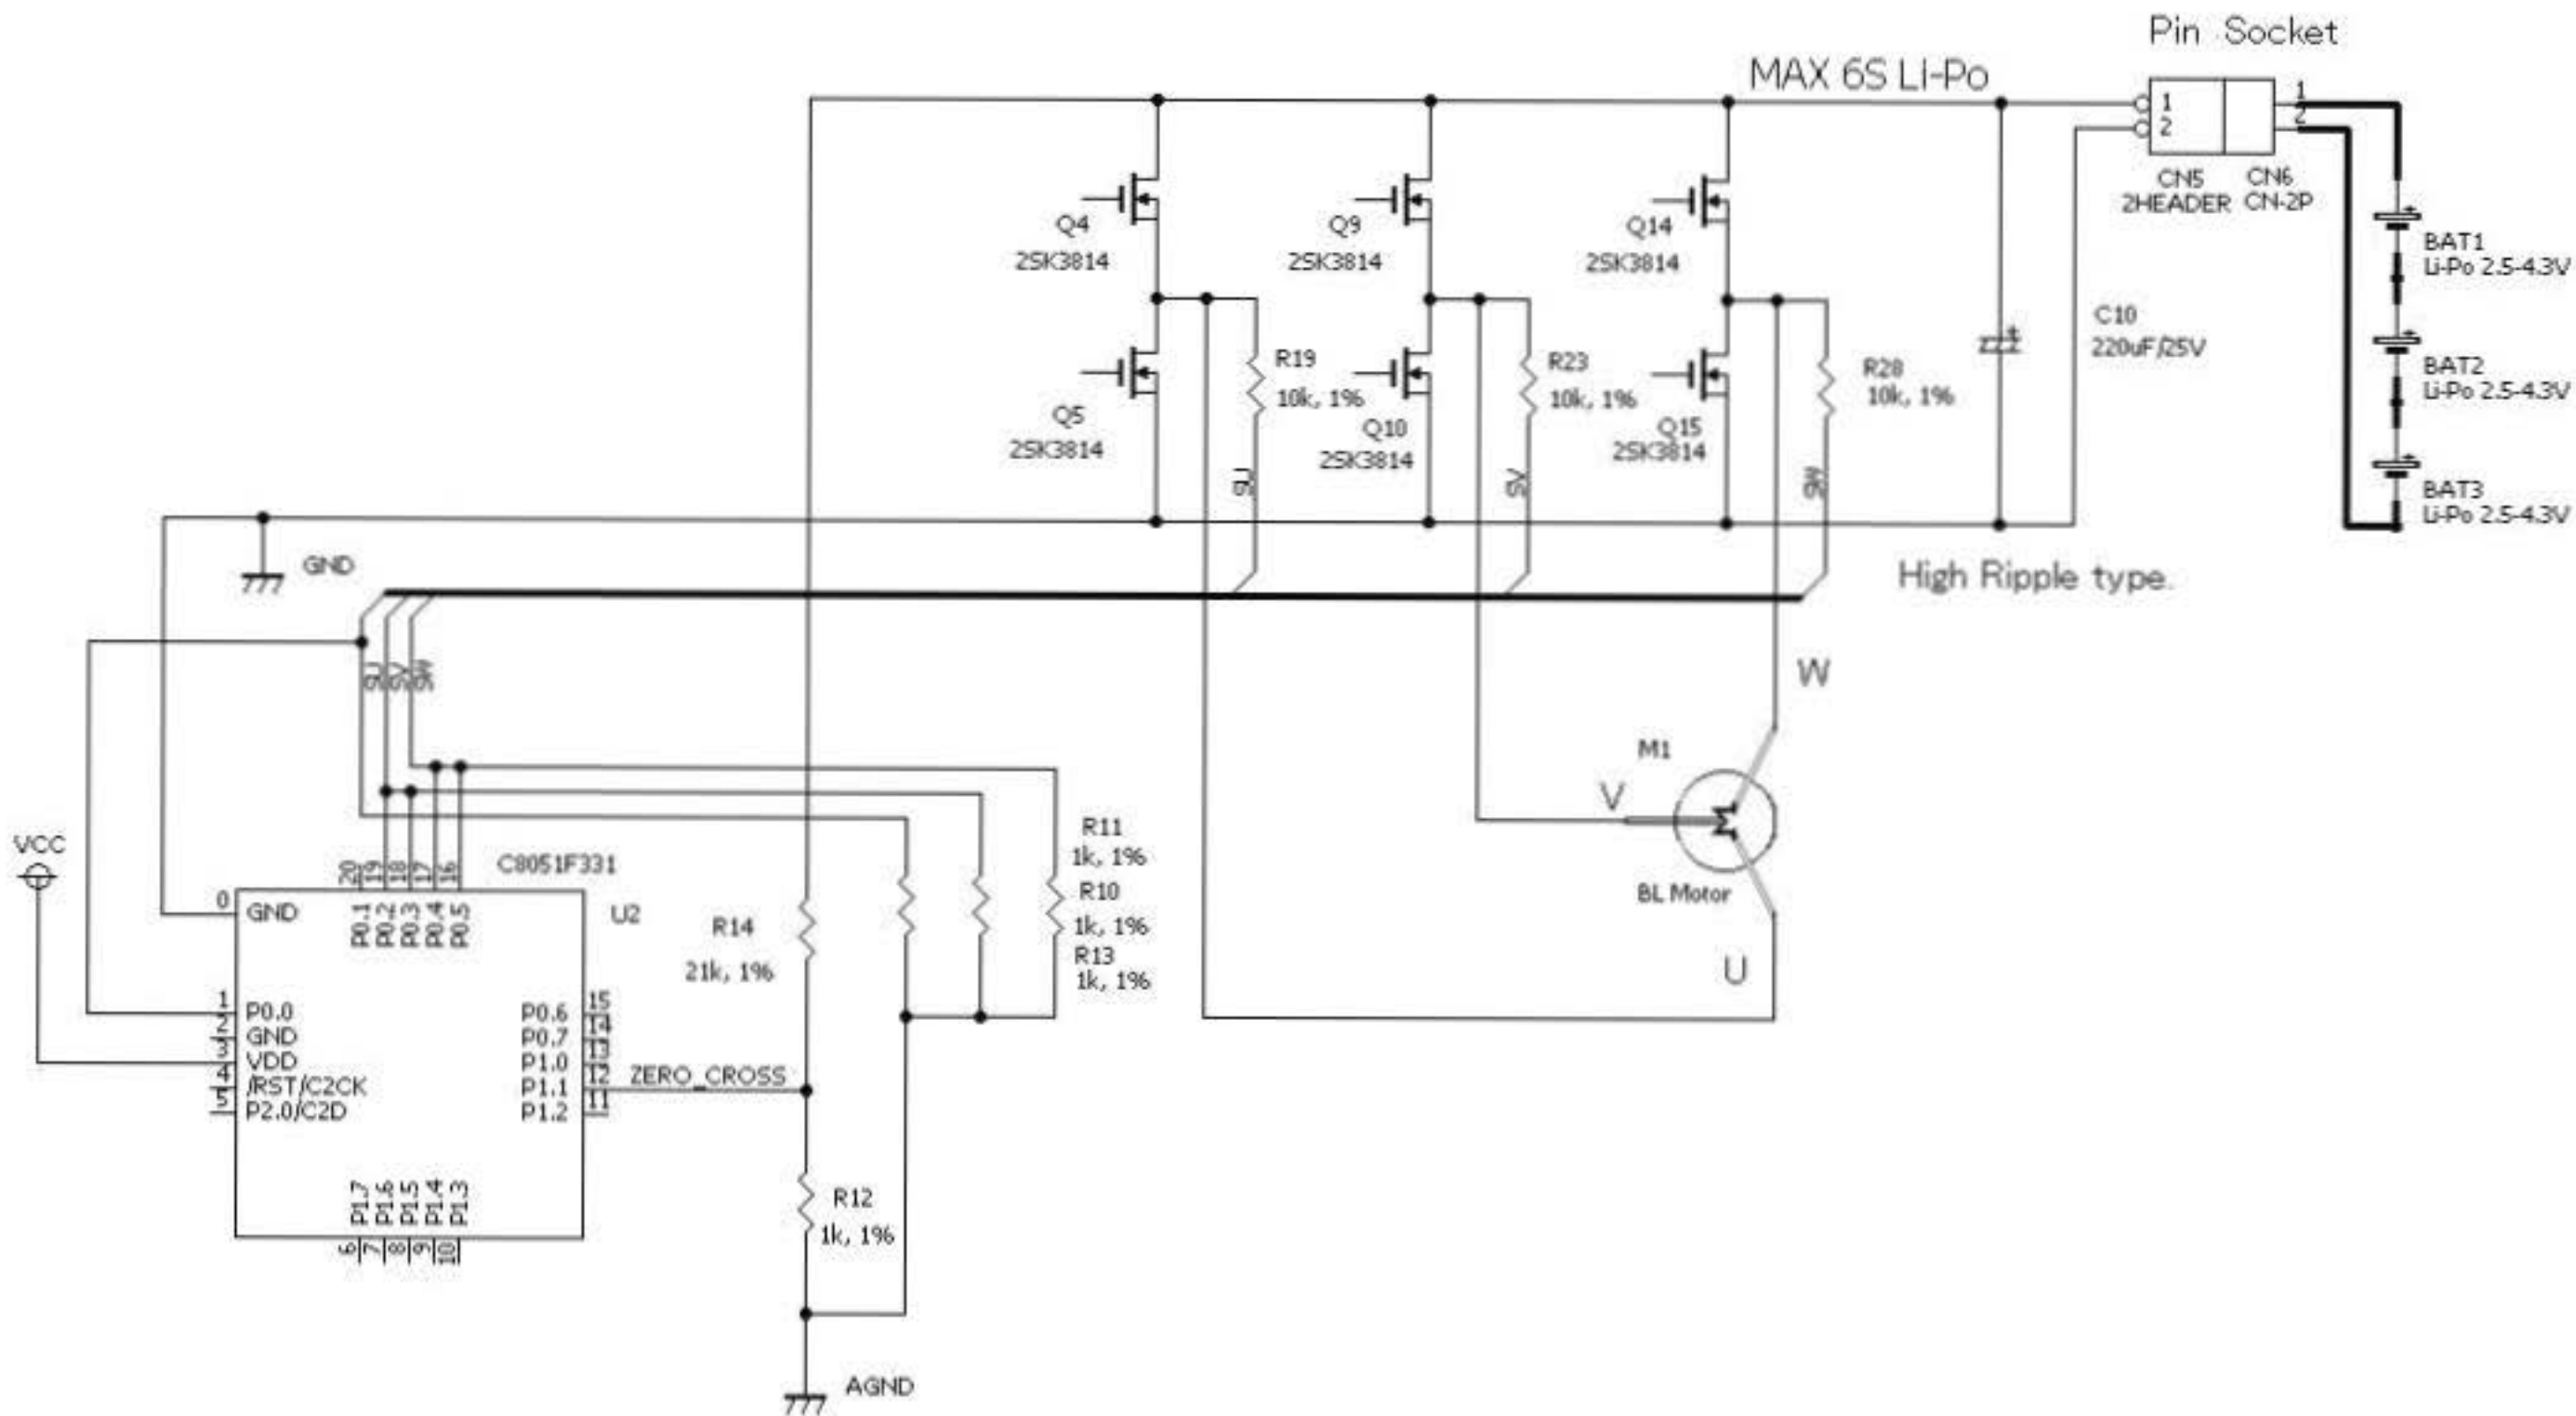 Pin Socket
MAX 6S Li-Po
1
2
1
2
CN5
2HEADER
CN6
CN-2P
Q4
2SK3814
Q9
2SK3814
Q14
2SK3814
BAT1
Li-Po 2.5-4.3V
C10
220uF/25V
R19
10k, 1%
R23
10k, 1%
R28
10k, 1%
BAT2
Li-Po 2.5-4.3V
Q5
2SK3814
Q10
2SK3814
Q15
2SK3814
SU
SV
SW
BAT3
Li-Po 2.5-4.3V
GND
High Ripple type.
SU
SV
SW
W
M1
V
BL Motor
U
VCC
C8051F331
U2
20
19
18
17
16
0
GND
P0.1
P0.2
P0.3
P0.4
P0.5
R11
1k, 1%
R10
1k, 1%
R13
1k, 1%
R14
21k, 1%
1
P0.0
2
GND
3
VDD
4
/RST/C2CK
5
P2.0/C2D
P0.6
15
P0.7
14
P1.0
13
P1.1
12
P1.2
11
ZERO_CROSS
P1.7
P1.6
P1.5
P1.4
P1.3
6
7
8
9
10
R12
1k, 1%
AGND